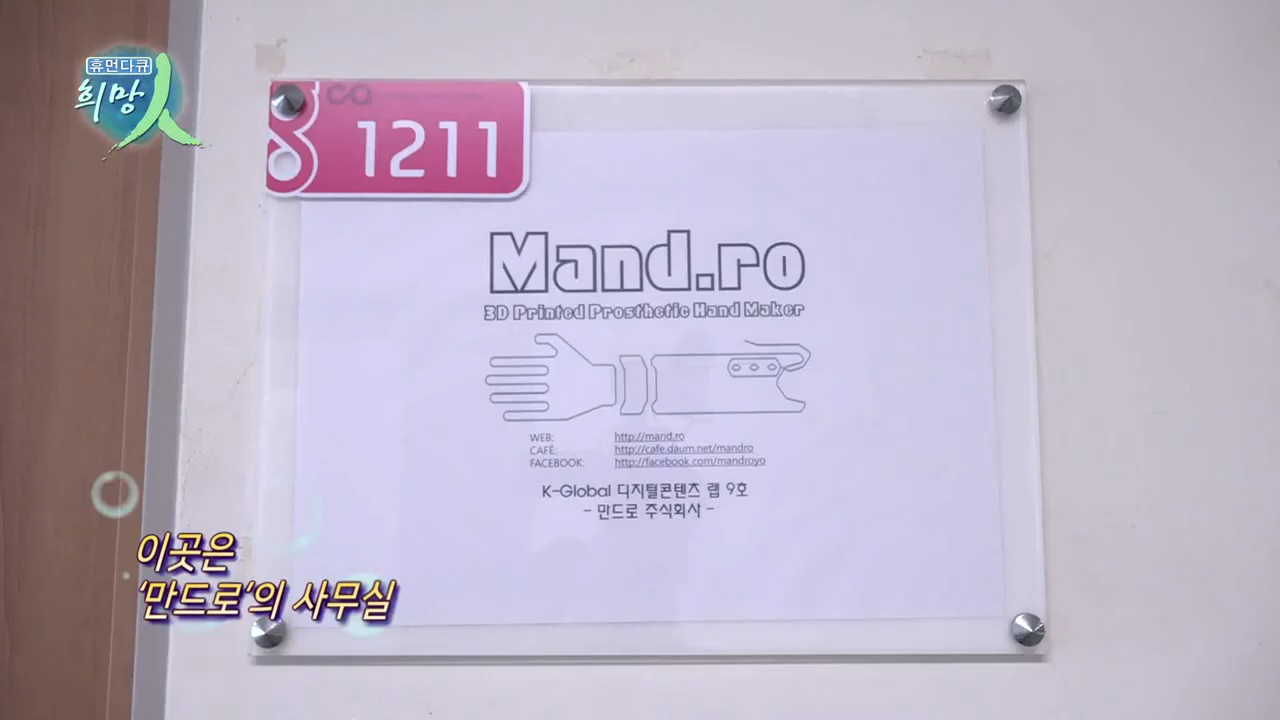 휴먼다큐
희망人
1211
Mand.ro
3D Printed Prosthetic Hand Maker
WEB: http://mand.ro
CAFÉ: http://cafe.daum.net/mandro
FACEBOOK: http://facebook.com/mandroyo
K-Global 디지털콘텐츠 랩 9호
- 만드로 주식회사 -
이곳은
‘만드로’의 사무실